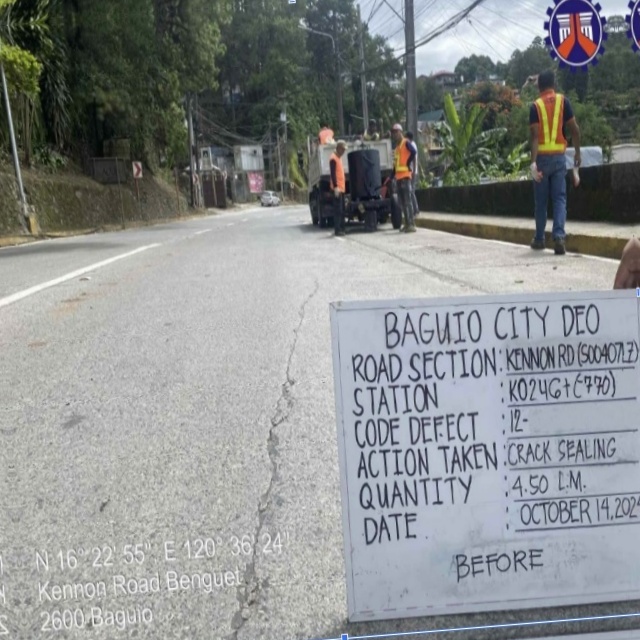 BAGUIO CITY DEO
ROAD SECTION: KENNON RD (S00407LZ)
STATION : K0246+(-770)
CODE DEFECT : 12-
ACTION TAKEN : CRACK SEALING
QUANTITY : 4.50 L.M.
DATE : OCTOBER 14, 202
BEFORE
N 16° 22' 55" E 120° 36' 24"
Kennon Road Benguet
2600 Baguio